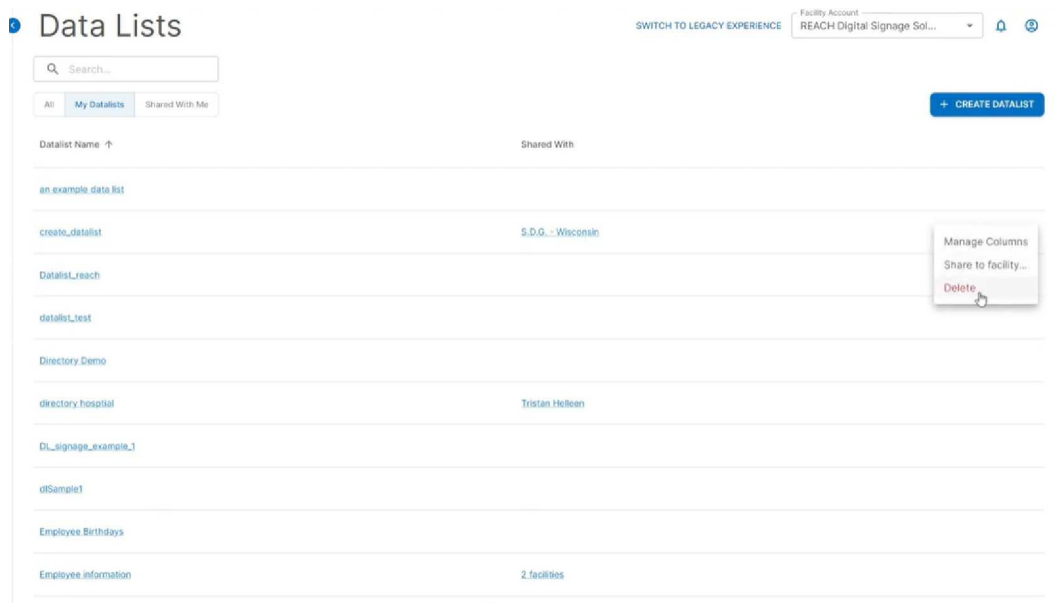 Data Lists
SWITCH TO LEGACY EXPERIENCE
Facility Account
REACH Digital Signage Sol...
Search...
All My Datalists Shared With Me
+ CREATE DATALIST
Datalist Name ↑ Shared With
an example data list
create_datalist S.D.G. - Wisconsin
Manage Columns
Share to facility...
Delete
Datalist_reach
datalist_test
Directory Demo
directory hosptial Tristan Helleen
DL_signage_example_1
dlSample1
Employee Birthdays
Employee information 2 facilities